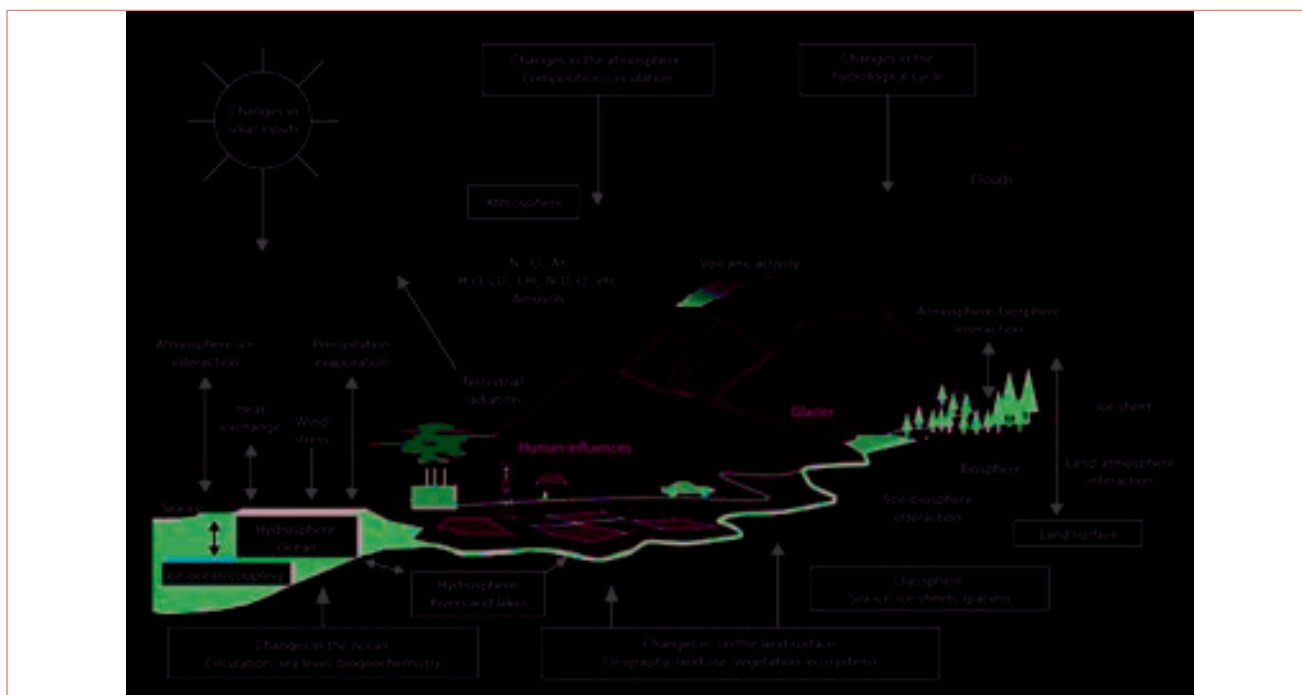 Changes in the atmosphere
Composition, circulation
Changes in the
hydrological cycle
Changes in
solar inputs
Clouds
Atmosphere
Volcanic activity
Aerosols
Atmosphere-biosphere
interaction
Atmosphere-ice
interaction
Precipitation
evaporation
Terrestrial
radiation
Heat
exchange
Wind
stress
Glacier
Ice sheet
Human influences
Biosphere
Land-atmosphere
interaction
Soil-biosphere
interaction
Sea ice
Hydrosphere
Ocean
Land surface
coupling
Hydrosphere
Rivers and lakes
Cryosphere
Sea ice, ice sheets, glaciers
Changes in the ocean
Circulation, sea level, biogeochemistry
Changes in/on the land surface
Orography, land use, vegetation, ecosystems